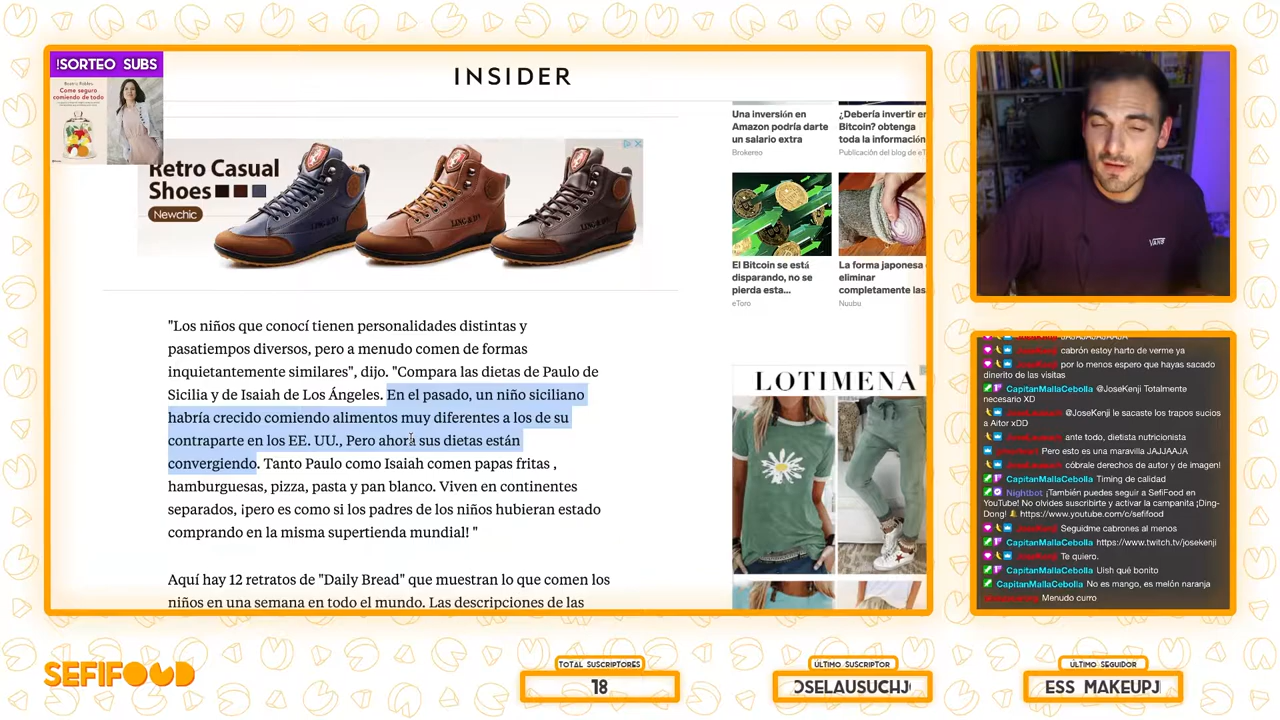 !SORTEO SUBS
Beatriz Robles
Come seguro
comiendo de todo
INSIDER
Retro Casual
Shoes
Newchic
Una inversión en
Amazon podría darte
un salario extra
Brokereo
¿Debería invertir en
Bitcoin? obtenga
toda la información
Publicación del blog de eT
El Bitcoin se está
disparando, no se
pierda esta...
eToro
La forma japonesa
eliminar
completamente las
Nuubu
LOTIMENA
"Los niños que conocí tienen personalidades distintas y
pasatiempos diversos, pero a menudo comen de formas
inquietantemente similares", dijo. "Compara las dietas de Paulo de
Sicilia y de Isaiah de Los Ángeles. En el pasado, un niño siciliano
habría crecido comiendo alimentos muy diferentes a los de su
contraparte en los EE. UU., Pero ahora sus dietas están
convergiendo. Tanto Paulo como Isaiah comen papas fritas ,
hamburguesas, pizza, pasta y pan blanco. Viven en continentes
separados, ¡pero es como si los padres de los niños hubieran estado
comprando en la misma supertienda mundial! "
Aquí hay 12 retratos de "Daily Bread" que muestran lo que comen los
niños en una semana en todo el mundo. Las descripciones de las
VANS
cabrón estoy harto de verme ya
por lo menos espero que hayas sacado
dinerito de las visitas
CapitanMallaCebolla @JoseKenji Totalmente
necesario XD
@JoseKenji le sacaste los trapos sucios
a Aitor xDD
ante todo, dietista nutricionista
Pero esto es una maravilla JAJJAAJA
cóbrale derechos de autor y de imagen!
CapitanMallaCebolla Timing de calidad
Nightbot ¡También puedes seguir a SefiFood en
YouTube! No olvides suscribirte y activar la campanita ¡Ding-
Dong! https://www.youtube.com/c/sefifood
Seguidme cabrones al menos
CapitanMallaCebolla https://www.twitch.tv/josekenji
Te quiero.
CapitanMallaCebolla Uish qué bonito
CapitanMallaCebolla No es mango, es melón naranja
Menudo curro
SEFIFOOD
TOTAL SUSCRIPTORES
18
ÚLTIMO SUSCRIPTOR
OSELAUSUCHJ
ÚLTIMO SEGUIDOR
ESS MAKEUPJ